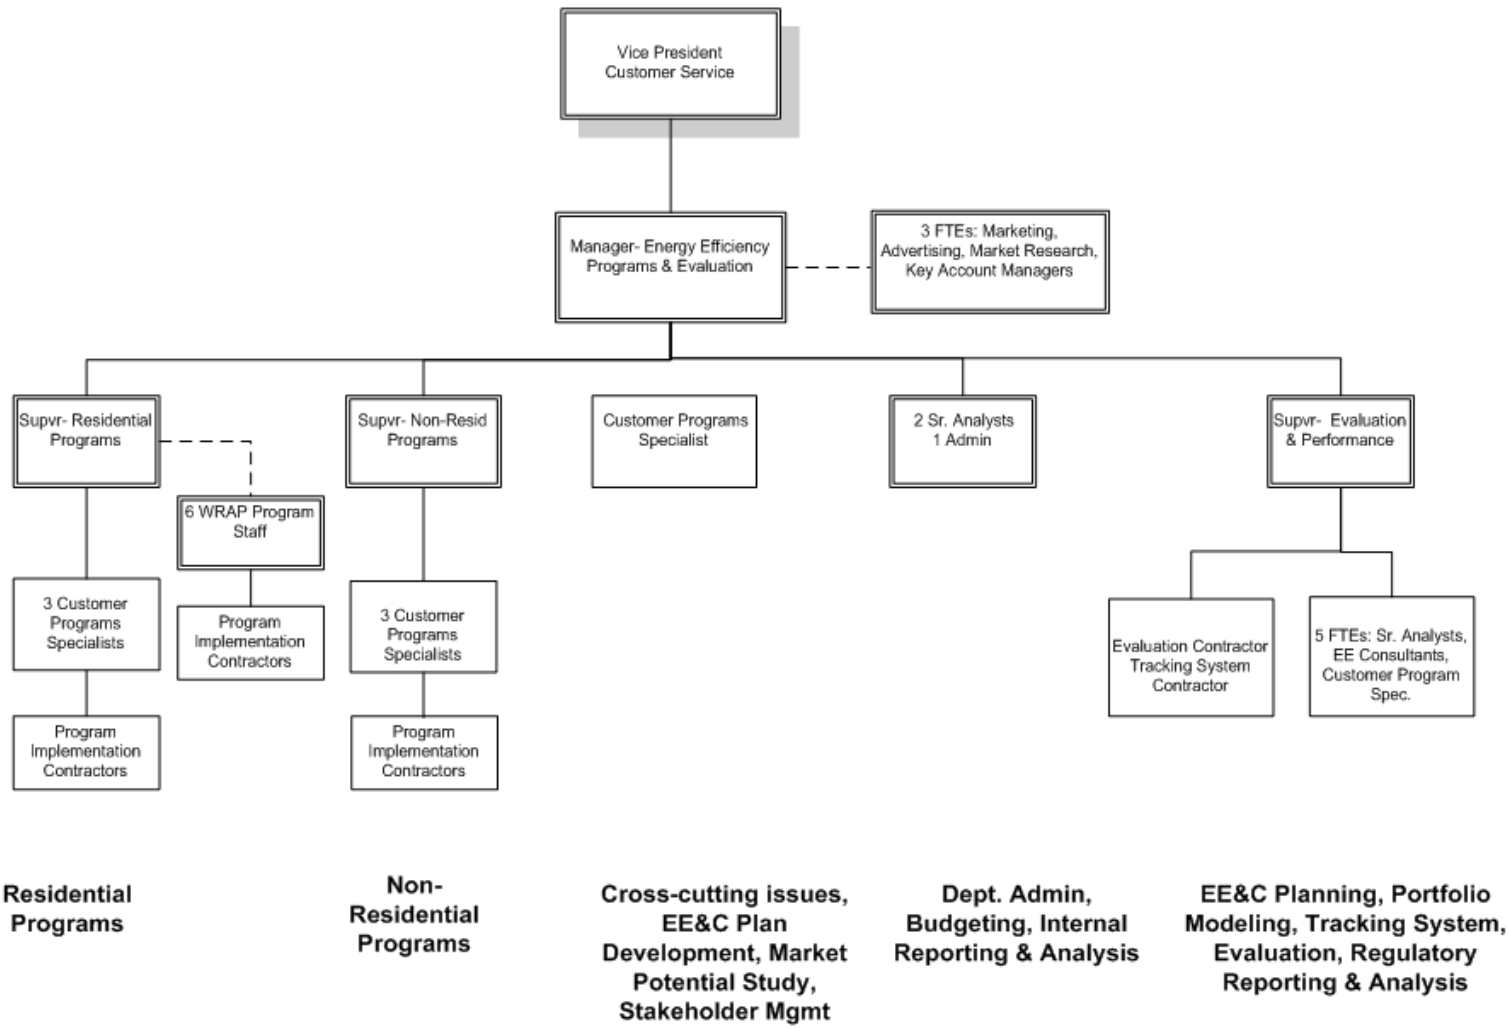 Vice President
Customer Service
Manager- Energy Efficiency
Programs & Evaluation
3 FTEs: Marketing,
Advertising, Market Research,
Key Account Managers
Supvr- Residential
Programs
Supvr- Non-Resid
Programs
Customer Programs
Specialist
2 Sr. Analysts
1 Admin
Supvr- Evaluation
& Performance
6 WRAP Program
Staff
3 Customer
Programs
Specialists
Program
Implementation
Contractors
3 Customer
Programs
Specialists
Evaluation Contractor
Tracking System
Contractor
5 FTEs: Sr. Analysts,
EE Consultants,
Customer Program
Spec.
Program
Implementation
Contractors
Program
Implementation
Contractors
Residential
Programs
Non-
Residential
Programs
Cross-cutting issues,
EE&C Plan
Development, Market
Potential Study,
Stakeholder Mgmt
Dept. Admin,
Budgeting, Internal
Reporting & Analysis
EE&C Planning, Portfolio
Modeling, Tracking System,
Evaluation, Regulatory
Reporting & Analysis